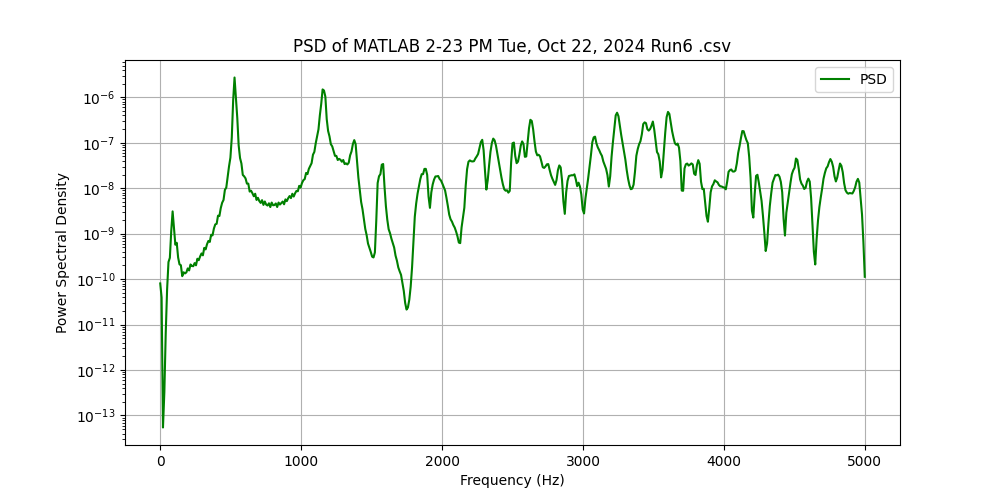 PSD of MATLAB 2-23 PM Tue, Oct 22, 2024 Run6 .csv
PSD
Power Spectral Density
10⁻⁶
10⁻⁷
10⁻⁸
10⁻⁹
10⁻¹⁰
10⁻¹¹
10⁻¹²
10⁻¹³
0 1000 2000 3000 4000 5000
Frequency (Hz)